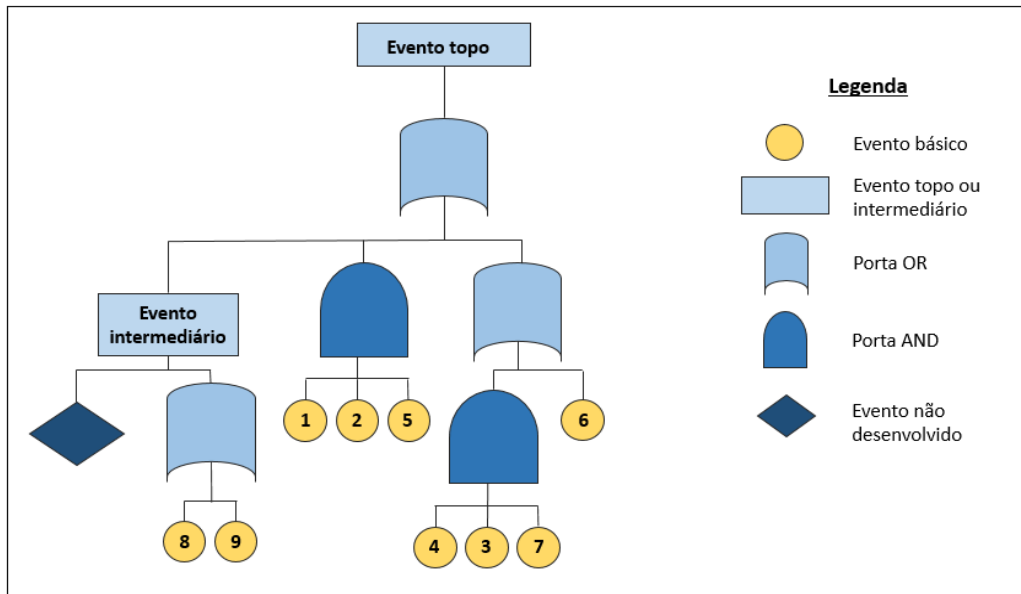 Evento topo
Legenda
Evento básico
Evento topo ou
intermediário
Porta OR
Evento
intermediário
Porta AND
1 2 5 6
Evento não
desenvolvido
8 9 4 3 7